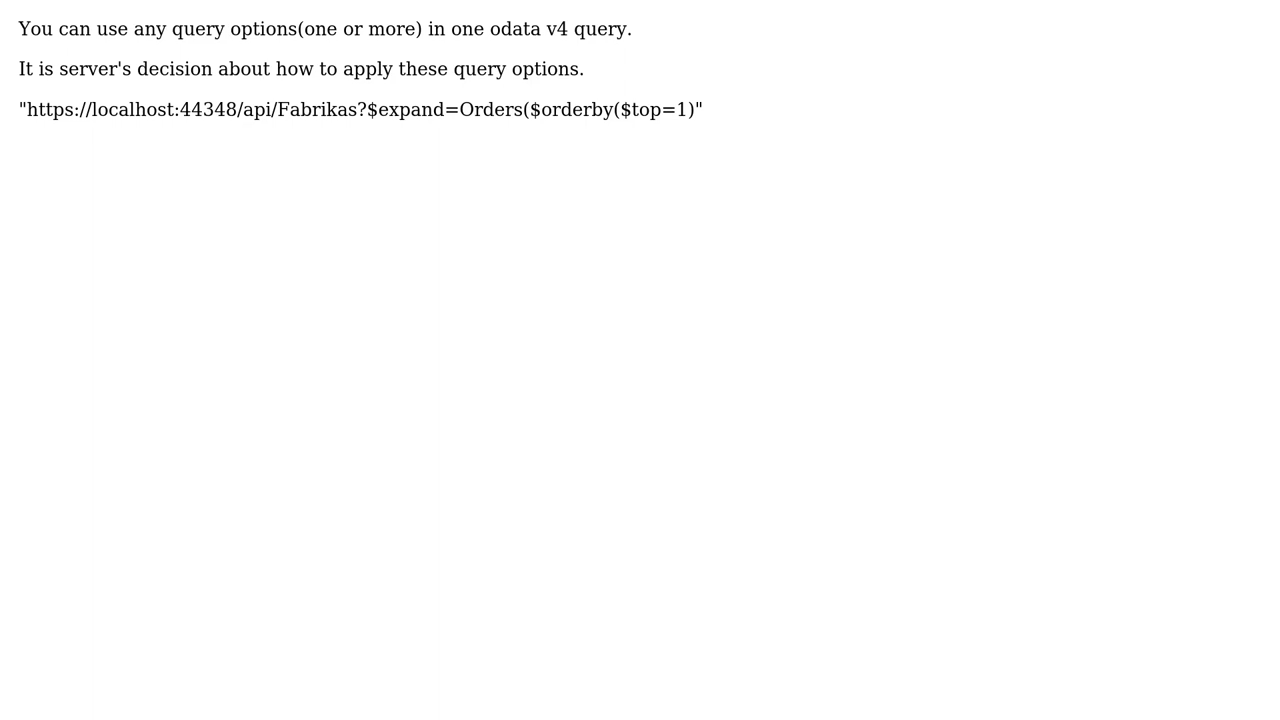 You can use any query options(one or more) in one odata v4 query.
It is server's decision about how to apply these query options.
"https://localhost:44348/api/Fabrikas?$expand=Orders($orderby($top=1)"